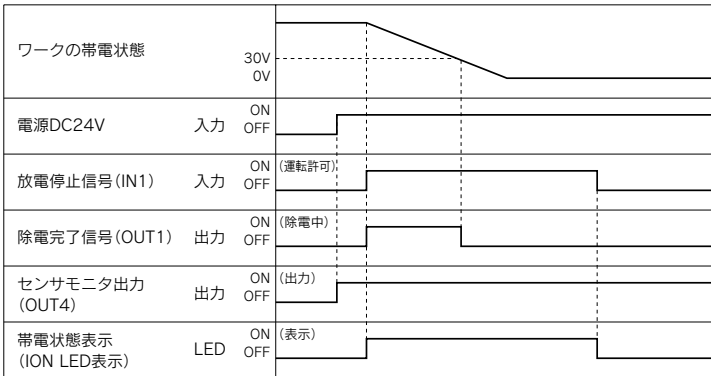 ワークの帯電状態
30V
0V
電源DC24V 入力 ON
OFF
放電停止信号(IN1) 入力 ON (運転許可)
OFF
除電完了信号(OUT1) 出力 ON (除電中)
OFF
センサモニタ出力
(OUT4) 出力 ON (出力)
OFF
帯電状態表示
(ION LED表示) LED ON (表示)
OFF